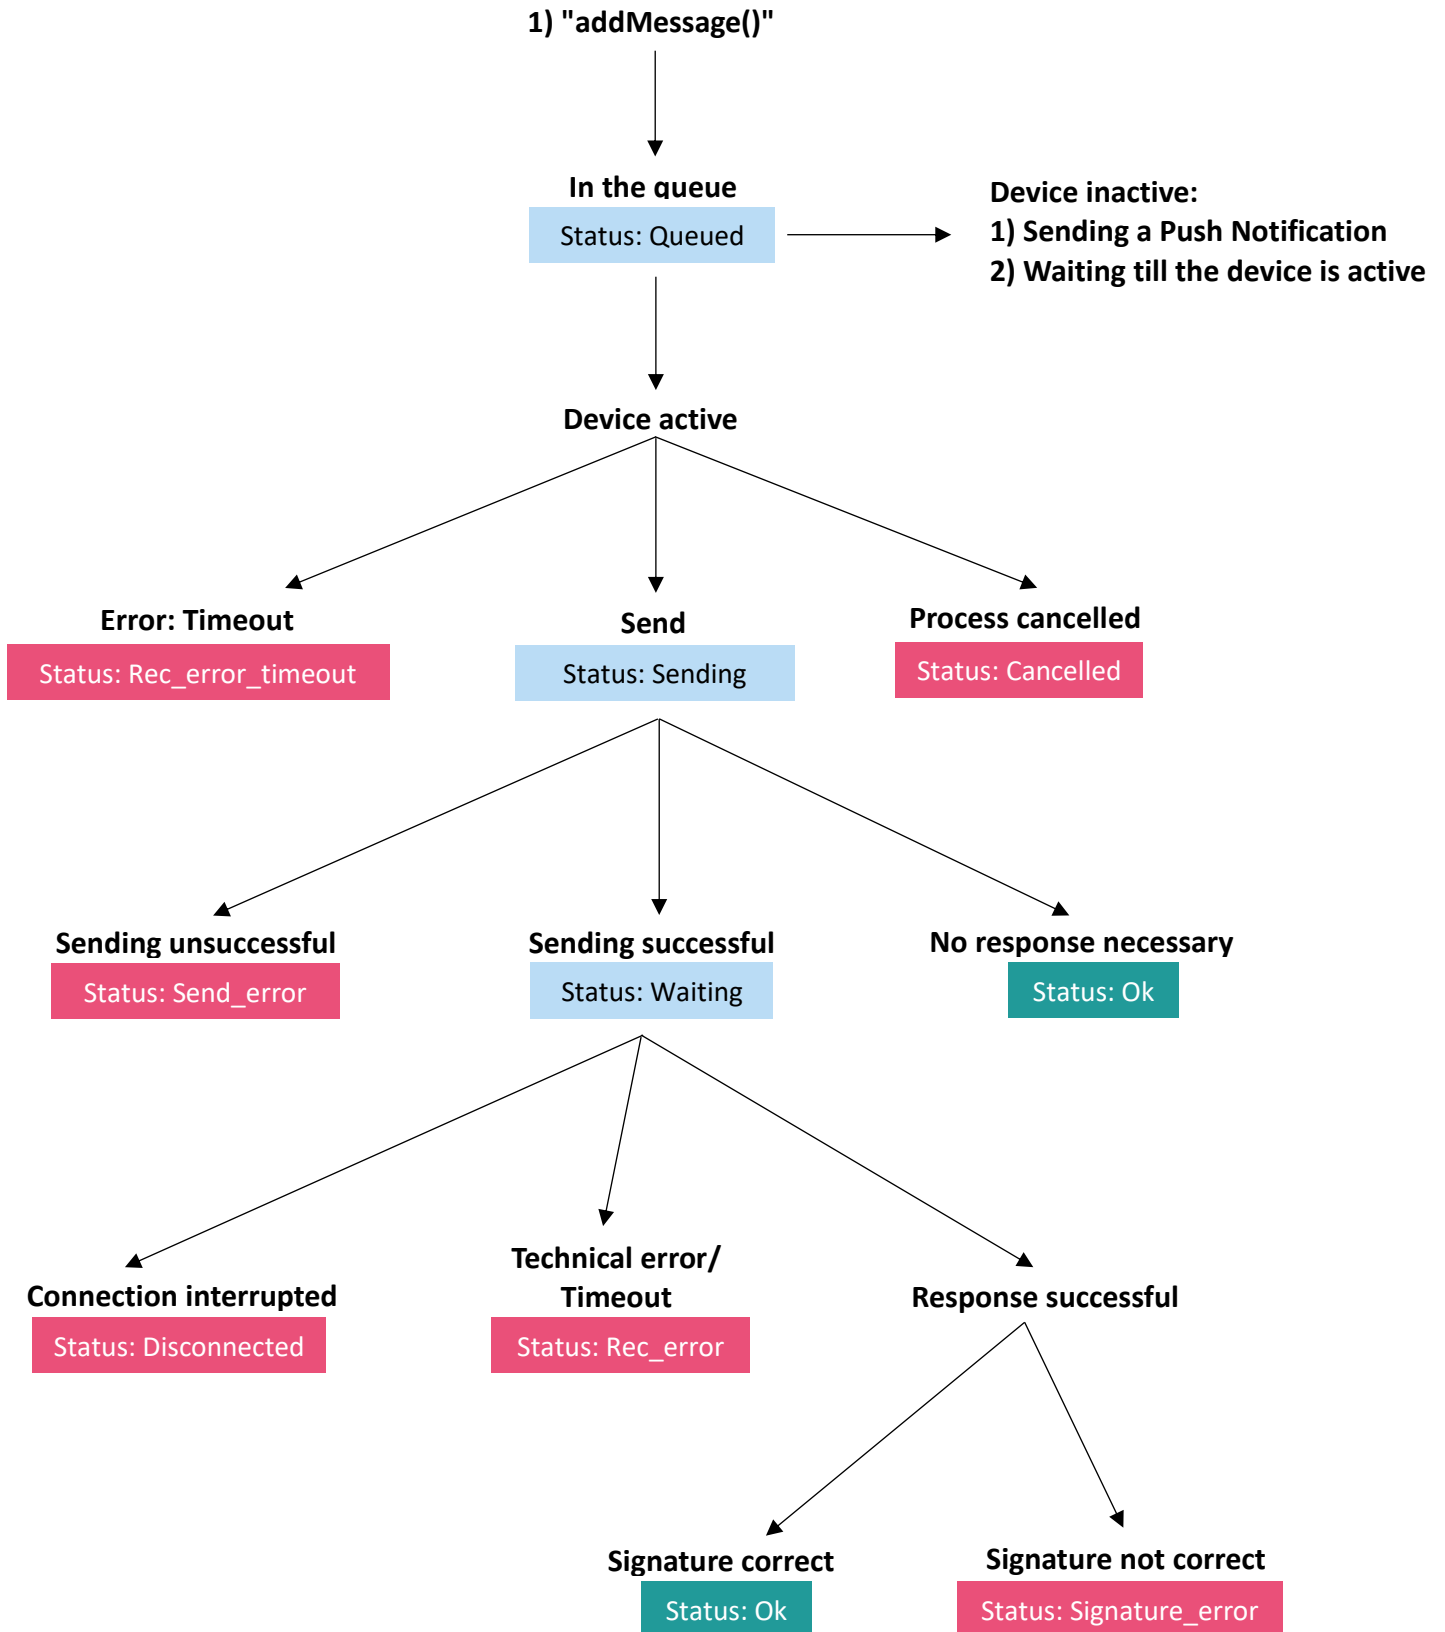 1) "addMessage()"
In the queue
Status: Queued
Device inactive:
1) Sending a Push Notification
2) Waiting till the device is active
Device active
Error: Timeout
Status: Rec_error_timeout
Send
Status: Sending
Process cancelled
Status: Cancelled
Sending unsuccessful
Status: Send_error
Sending successful
Status: Waiting
No response necessary
Status: Ok
Connection interrupted
Status: Disconnected
Technical error/
Timeout
Status: Rec_error
Response successful
Signature correct
Status: Ok
Signature not correct
Status: Signature_error